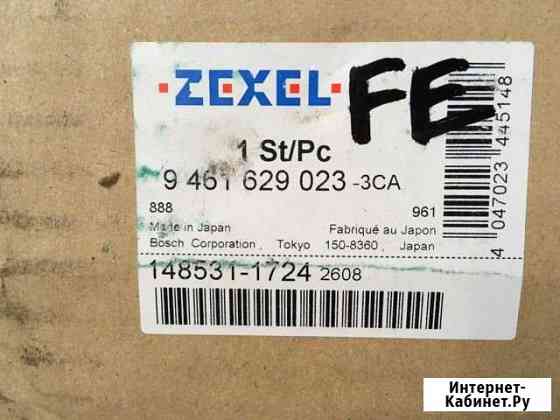 ZEXEL
FE
1 St/Pc
9 461 629 023 -3CA
888 961
Made in Japan Fabriqué au Japon
Bosch Corporation, Tokyo 150-8360, Japan
148531-1724 2608
4 047023 445148
Интернет-
Кабинет.Ру